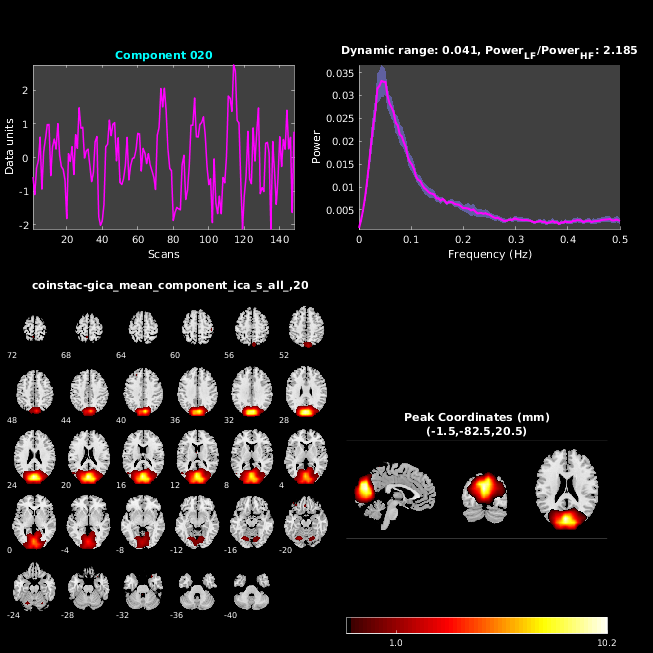 Component 020
Data units
2
1
0
-1
-2
20 40 60 80 100 120 140
Scans
Dynamic range: 0.041, PowerLF/PowerHF: 2.185
Power
0.035
0.03
0.025
0.02
0.015
0.001
0.005
0 0.1 0.2 0.3 0.4 0.5
Frequency (Hz)
coinstac-gica_mean_component_ica_s_all_,20
72 68 64 60 56 52
48 44 40 36 32 28
24 20 16 12 8 4
0 -4 -8 -12 -16 -20
-24 -28 -32 -36 -40
Peak Coordinates (mm)
(-1.5,-82.5,20.5)
1.0 10.2